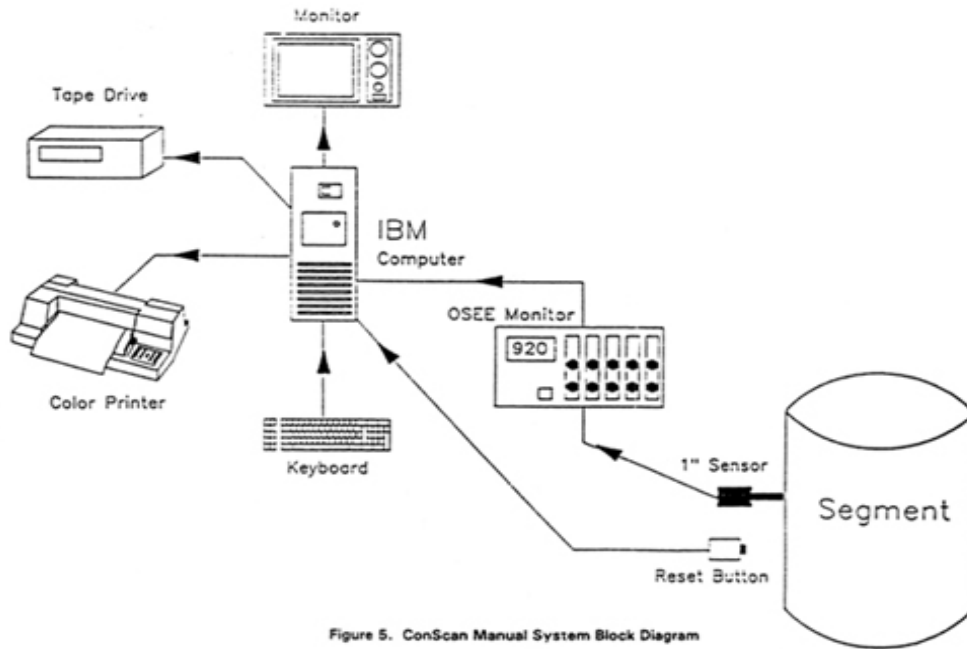 Monitor
Tape Drive
IBM
Computer
OSEE Monitor
920
Color Printer
Keyboard
1" Sensor
Segment
Reset Button
Figure 5. ConScan Manual System Block Diagram